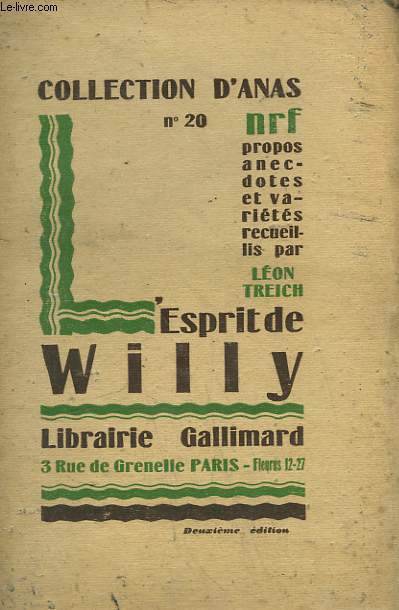 Le-livre.com
COLLECTION D'ANAS
n° 20
nrf
propos
anec-
dotes
et va-
riétés
recueil-
lis par
LÉON
TREICH
L'Esprit de
Willy
Librairie Gallimard
3 Rue de Grenelle PARIS - Fleurus 12-27
Deuxième édition